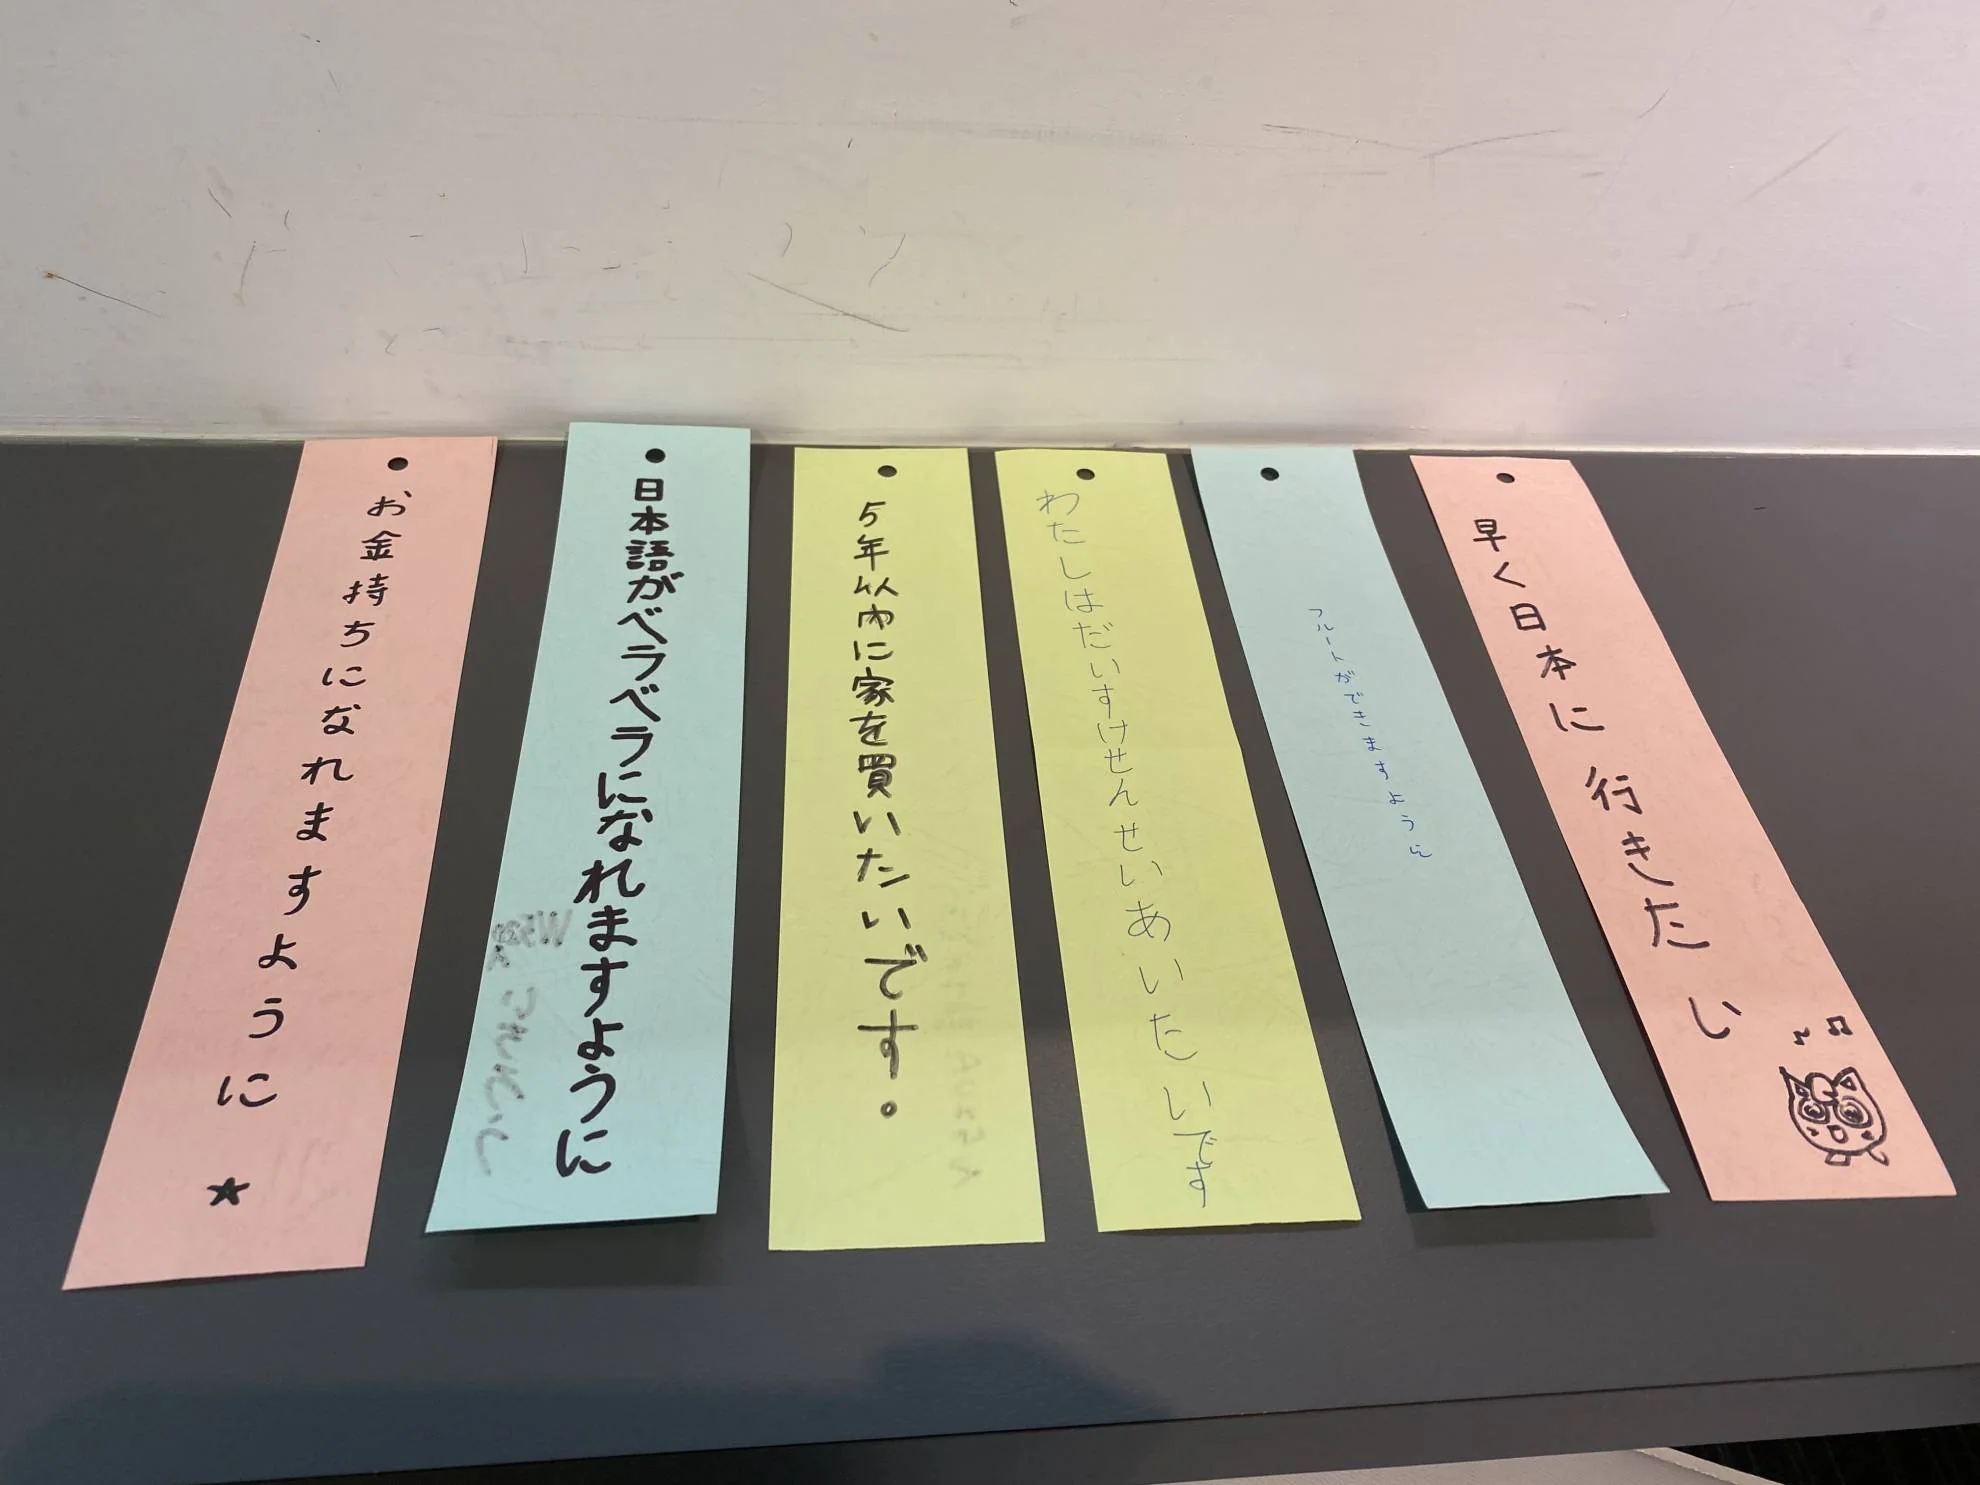 お金持ちになれますように
日本語がペラペラになれますように
5年以内に家を買いたいです。
わたしはだいすけせんせいあいたいです
フルートができますように
早く日本に行きたい